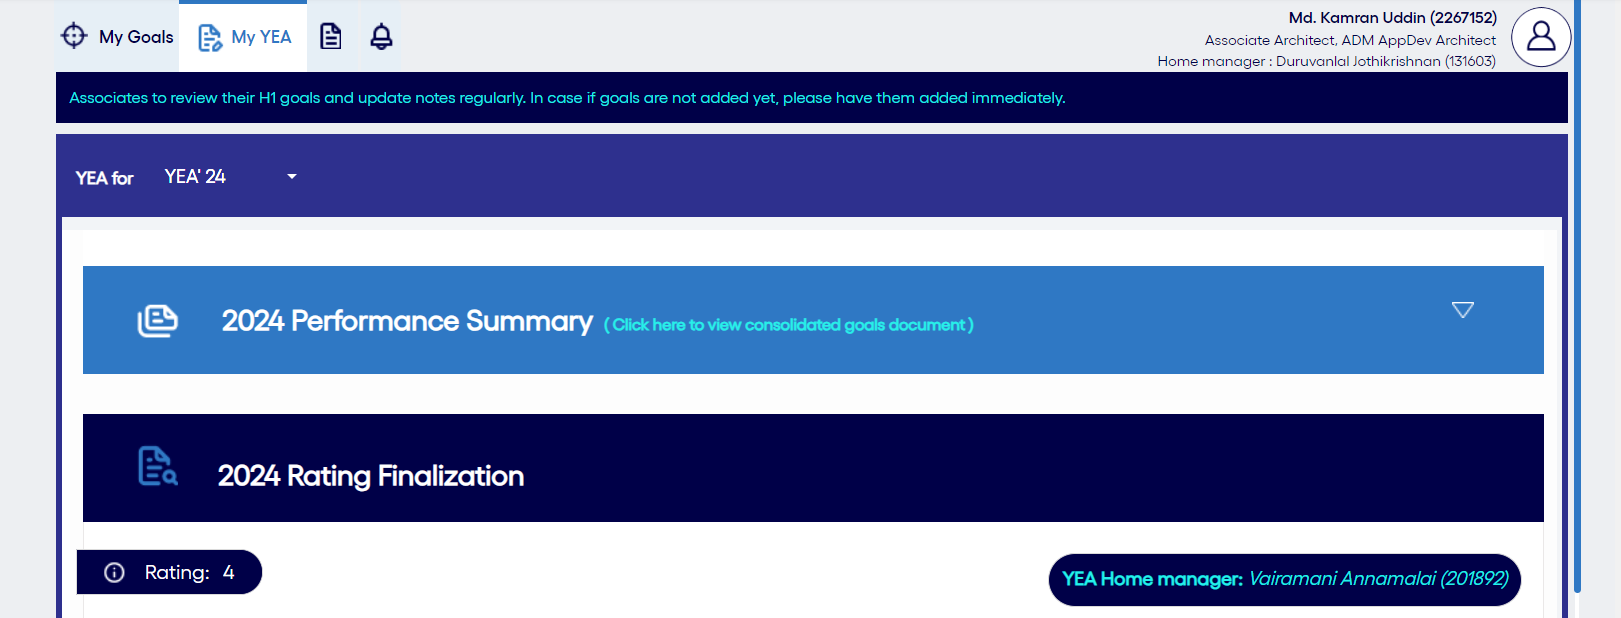 My Goals
My YEA
Md. Kamran Uddin (2267152)
Associate Architect, ADM AppDev Architect
Home manager : Duruvanlal Jothikrishnan (131603)
Associates to review their H1 goals and update notes regularly. In case if goals are not added yet, please have them added immediately.
YEA for YEA' 24
2024 Performance Summary ( Click here to view consolidated goals document )
2024 Rating Finalization
Rating: 4
YEA Home manager: Vairamani Annamalai (201892)